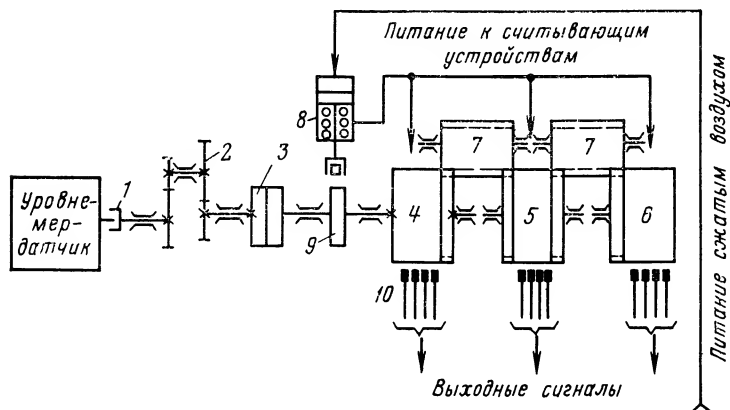 Питание к считывающим
устройствам
Питание сжатым воздухом
8
7
7
2
3
1
Уровне-
мер-
датчик
4
5
6
9
10
Выходные сигналы